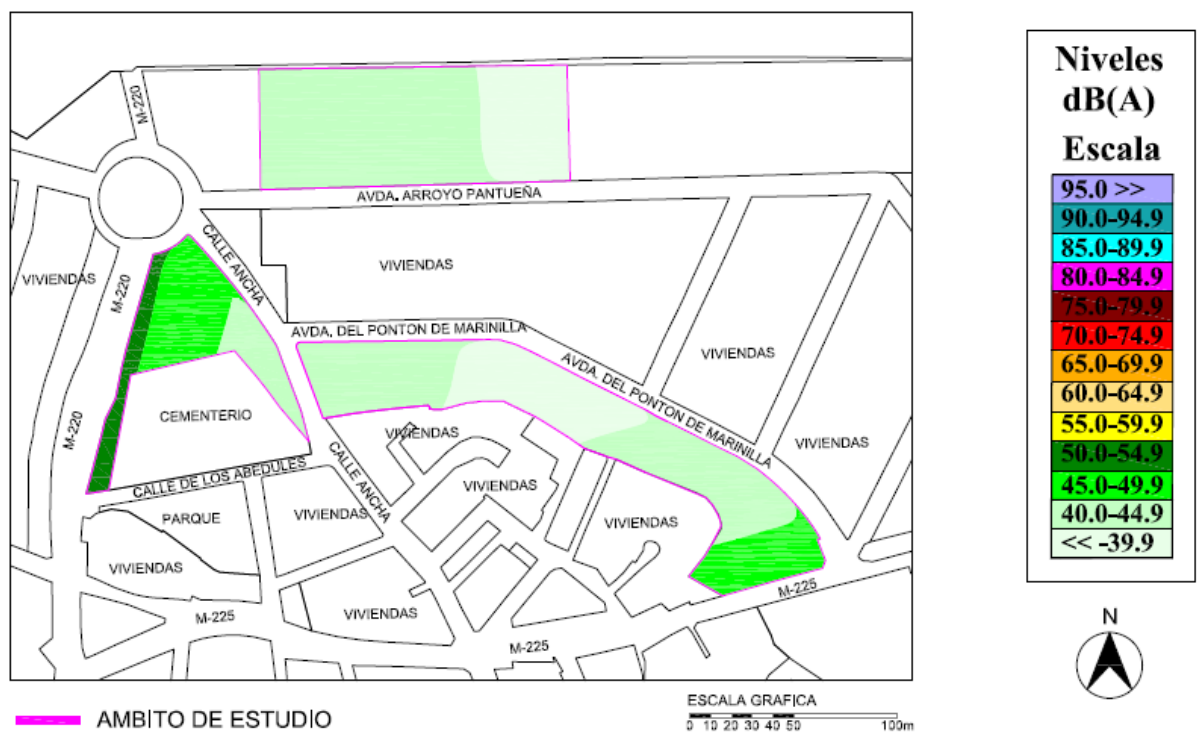 M-220
AVDA. ARROYO PANTUEÑA
CALLE ANCHA
VIVIENDAS
VIVIENDAS
M-220
AVDA. DEL PONTON DE MARINILLA
AVDA. DEL PONTON DE MARINILLA
VIVIENDAS
CEMENTERIO
M-220
VIVIENDAS
VIVIENDAS
CALLE DE LOS ABEDULES
CALLE ANCHA
VIVIENDAS
PARQUE
VIVIENDAS
VIVIENDAS
VIVIENDAS
M-225
VIVIENDAS
M-225
M-225
AMBITO DE ESTUDIO
ESCALA GRAFICA
0 10 20 30 40 50 100m
Niveles
dB(A)
Escala
95.0 >>
90.0-94.9
85.0-89.9
80.0-84.9
75.0-79.9
70.0-74.9
65.0-69.9
60.0-64.9
55.0-59.9
50.0-54.9
45.0-49.9
40.0-44.9
<< -39.9
N